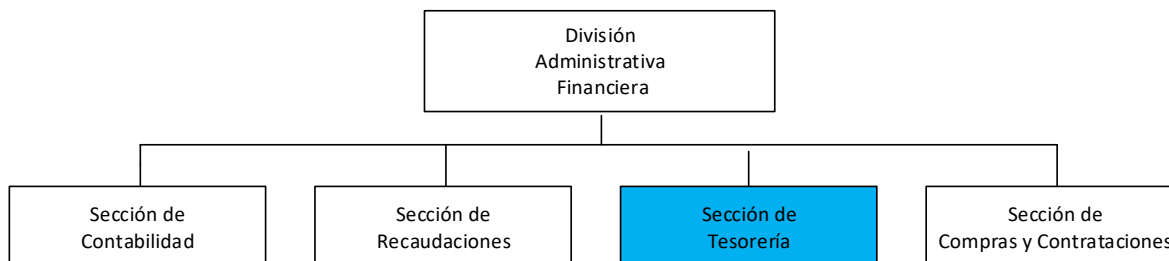 División
Administrativa
Financiera
Sección de
Contabilidad
Sección de
Recaudaciones
Sección de
Tesorería
Sección de
Compras y Contrataciones